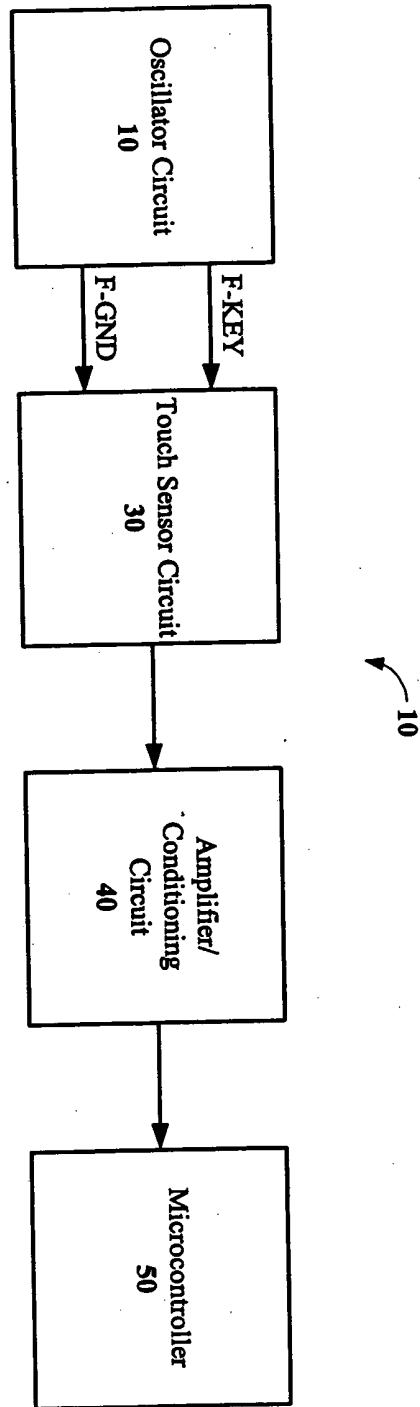 10
Oscillator Circuit
10
F-KEY
F-GND
Touch Sensor Circuit
30
Amplifier/
Conditioning
Circuit
40
Microcontroller
50